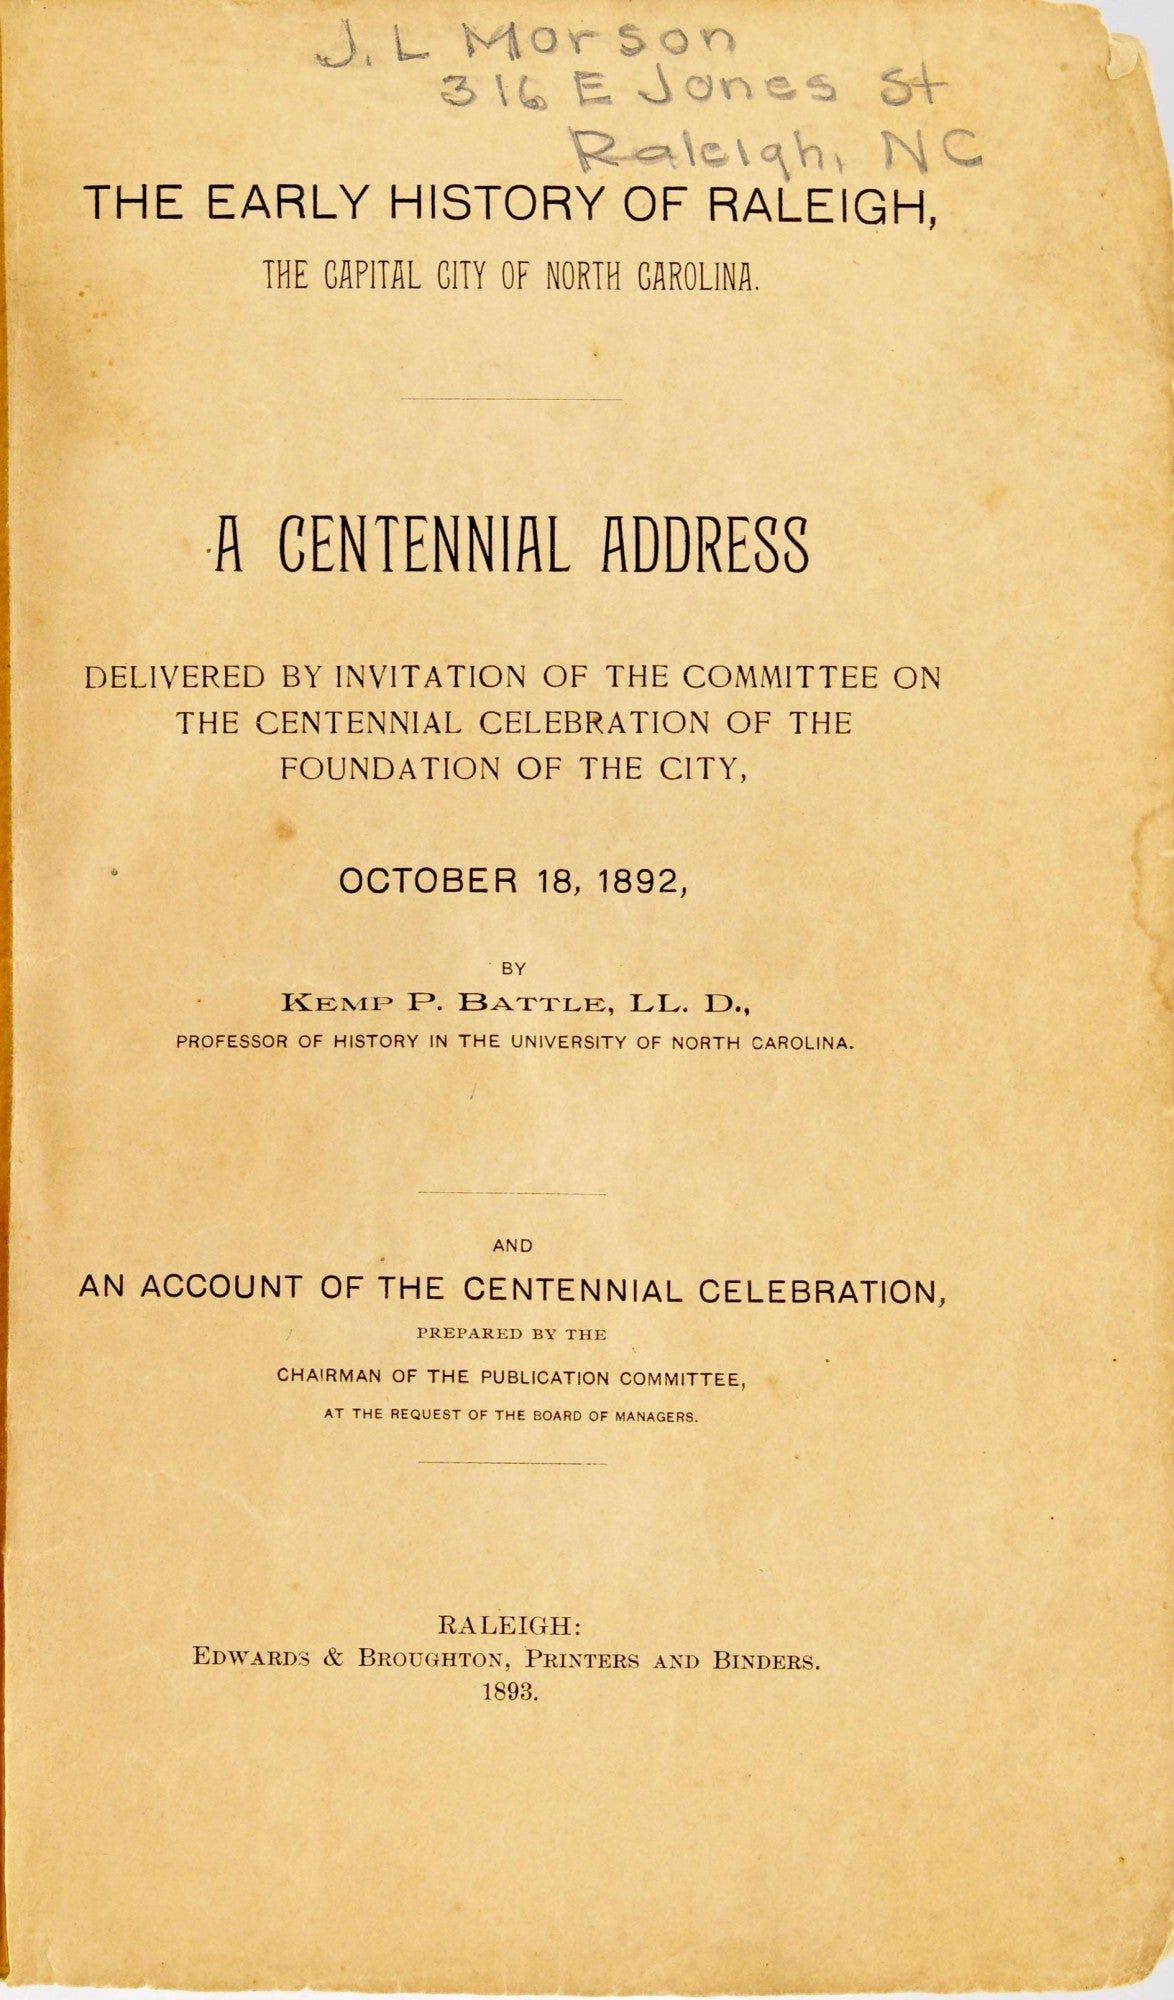 J. L Morson
316 E Jones St
Raleigh, NC
THE EARLY HISTORY OF RALEIGH,
THE CAPITAL CITY OF NORTH CAROLINA.
A CENTENNIAL ADDRESS
DELIVERED BY INVITATION OF THE COMMITTEE ON
THE CENTENNIAL CELEBRATION OF THE
FOUNDATION OF THE CITY,
OCTOBER 18, 1892,
BY
KEMP P. BATTLE, LL. D.,
PROFESSOR OF HISTORY IN THE UNIVERSITY OF NORTH CAROLINA.
AND
AN ACCOUNT OF THE CENTENNIAL CELEBRATION,
PREPARED BY THE
CHAIRMAN OF THE PUBLICATION COMMITTEE,
AT THE REQUEST OF THE BOARD OF MANAGERS.
RALEIGH:
EDWARDS & BROUGHTON, PRINTERS AND BINDERS.
1893.